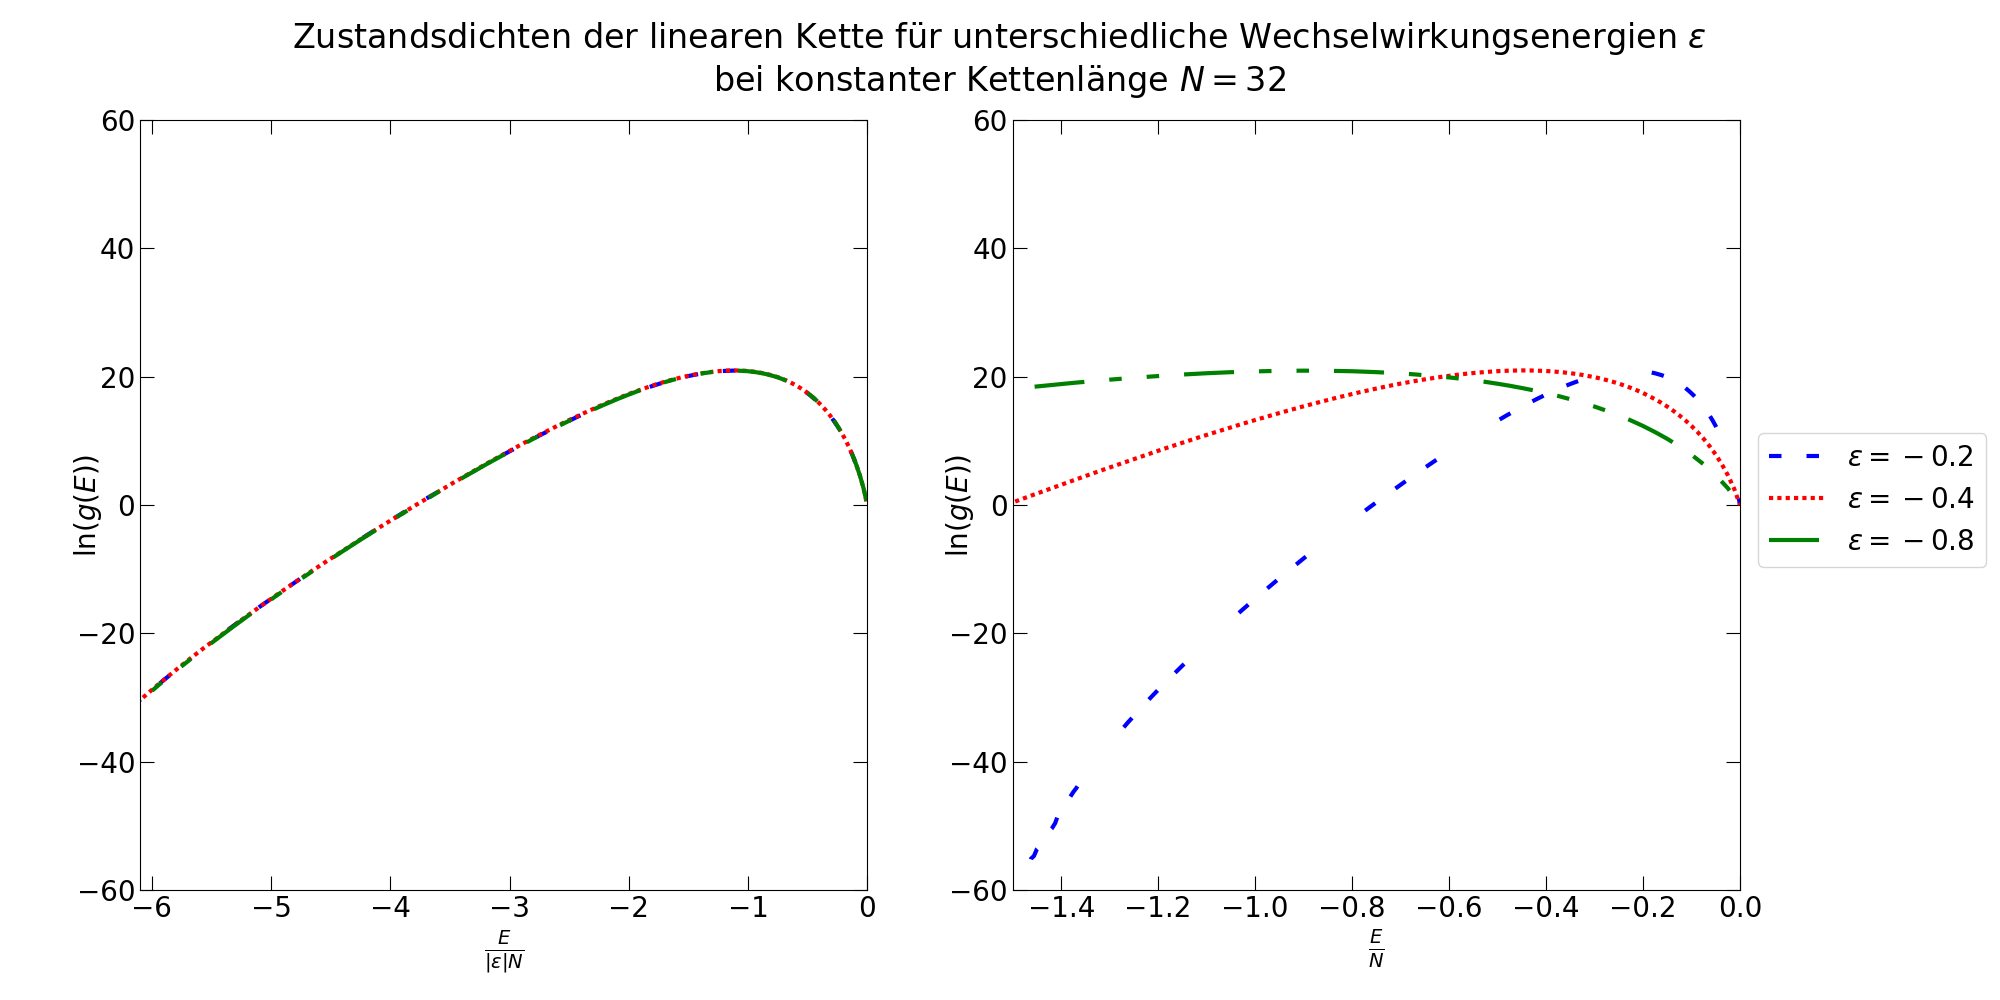 Zustandsdichten der linearen Kette für unterschiedliche Wechselwirkungsenergien ε
bei konstanter Kettenlänge N = 32
60
40
20
0
−20
−40
−60
ln(g(E))
−6 −5 −4 −3 −2 −1 0
E
|ε|N
60
40
20
0
−20
−40
−60
ln(g(E))
−1.4 −1.2 −1.0 −0.8 −0.6 −0.4 −0.2 0.0
E
N
ε = −0.2
ε = −0.4
ε = −0.8